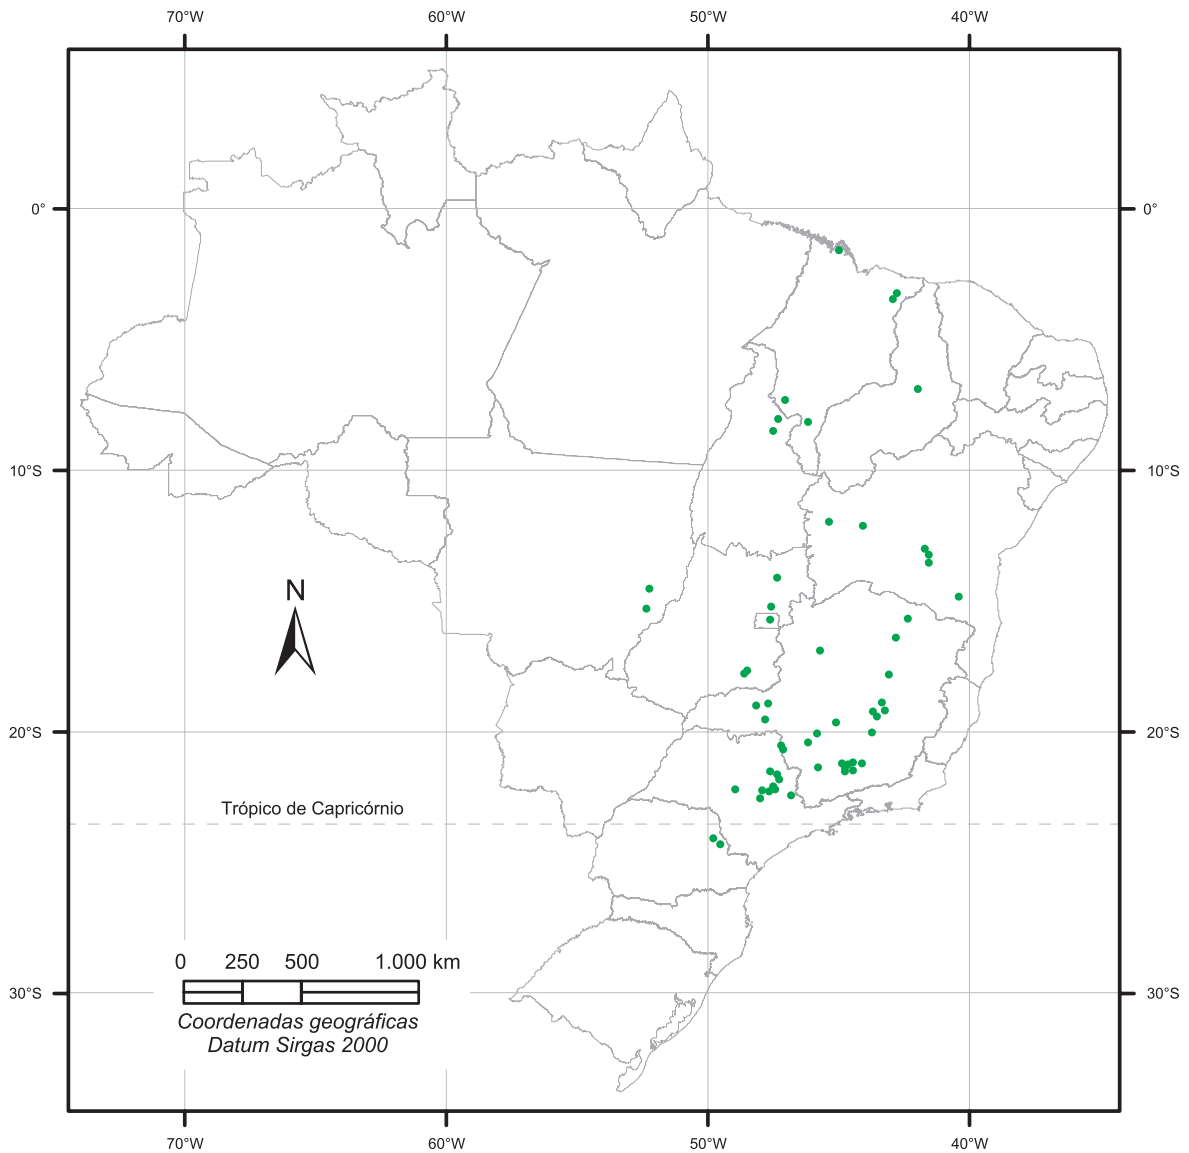 70°W 60°W 50°W 40°W
0° 0°
10°S 10°S
N
20°S 20°S
Trópico de Capricórnio
0 250 500 1.000 km
30°S 30°S
Coordenadas geográficas
Datum Sirgas 2000
70°W 60°W 50°W 40°W